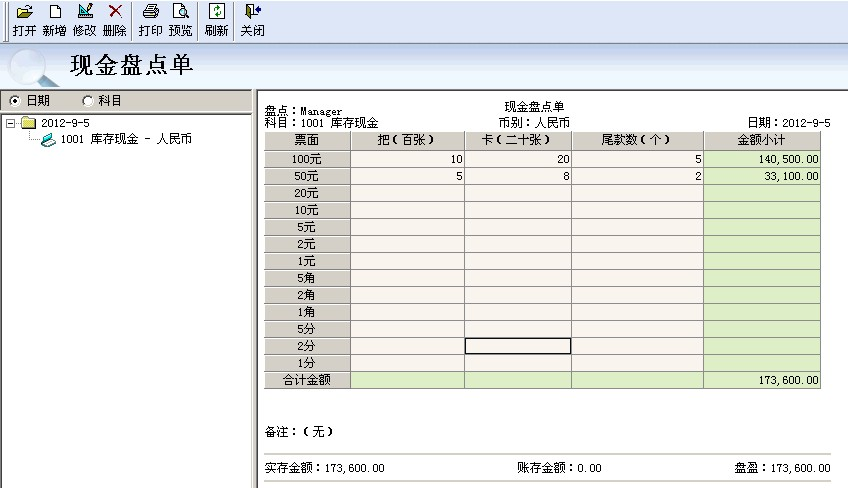 打开 新增 修改 删除 打印 预览 刷新 关闭
现金盘点单
日期 科目
2012-9-5
1001 库存现金 - 人民币
现金盘点单
盘点：Manager
科目：1001 库存现金 币别：人民币 日期：2012-9-5
票面 把(百张) 卡(二十张) 尾款数(个) 金额小计
100元 10 20 5 140,500.00
50元 5 8 2 33,100.00
20元
10元
5元
2元
1元
5角
2角
1角
5分
2分
1分
合计金额 173,600.00
备注：(无)
实存金额：173,600.00 账存金额：0.00 盘盈：173,600.00